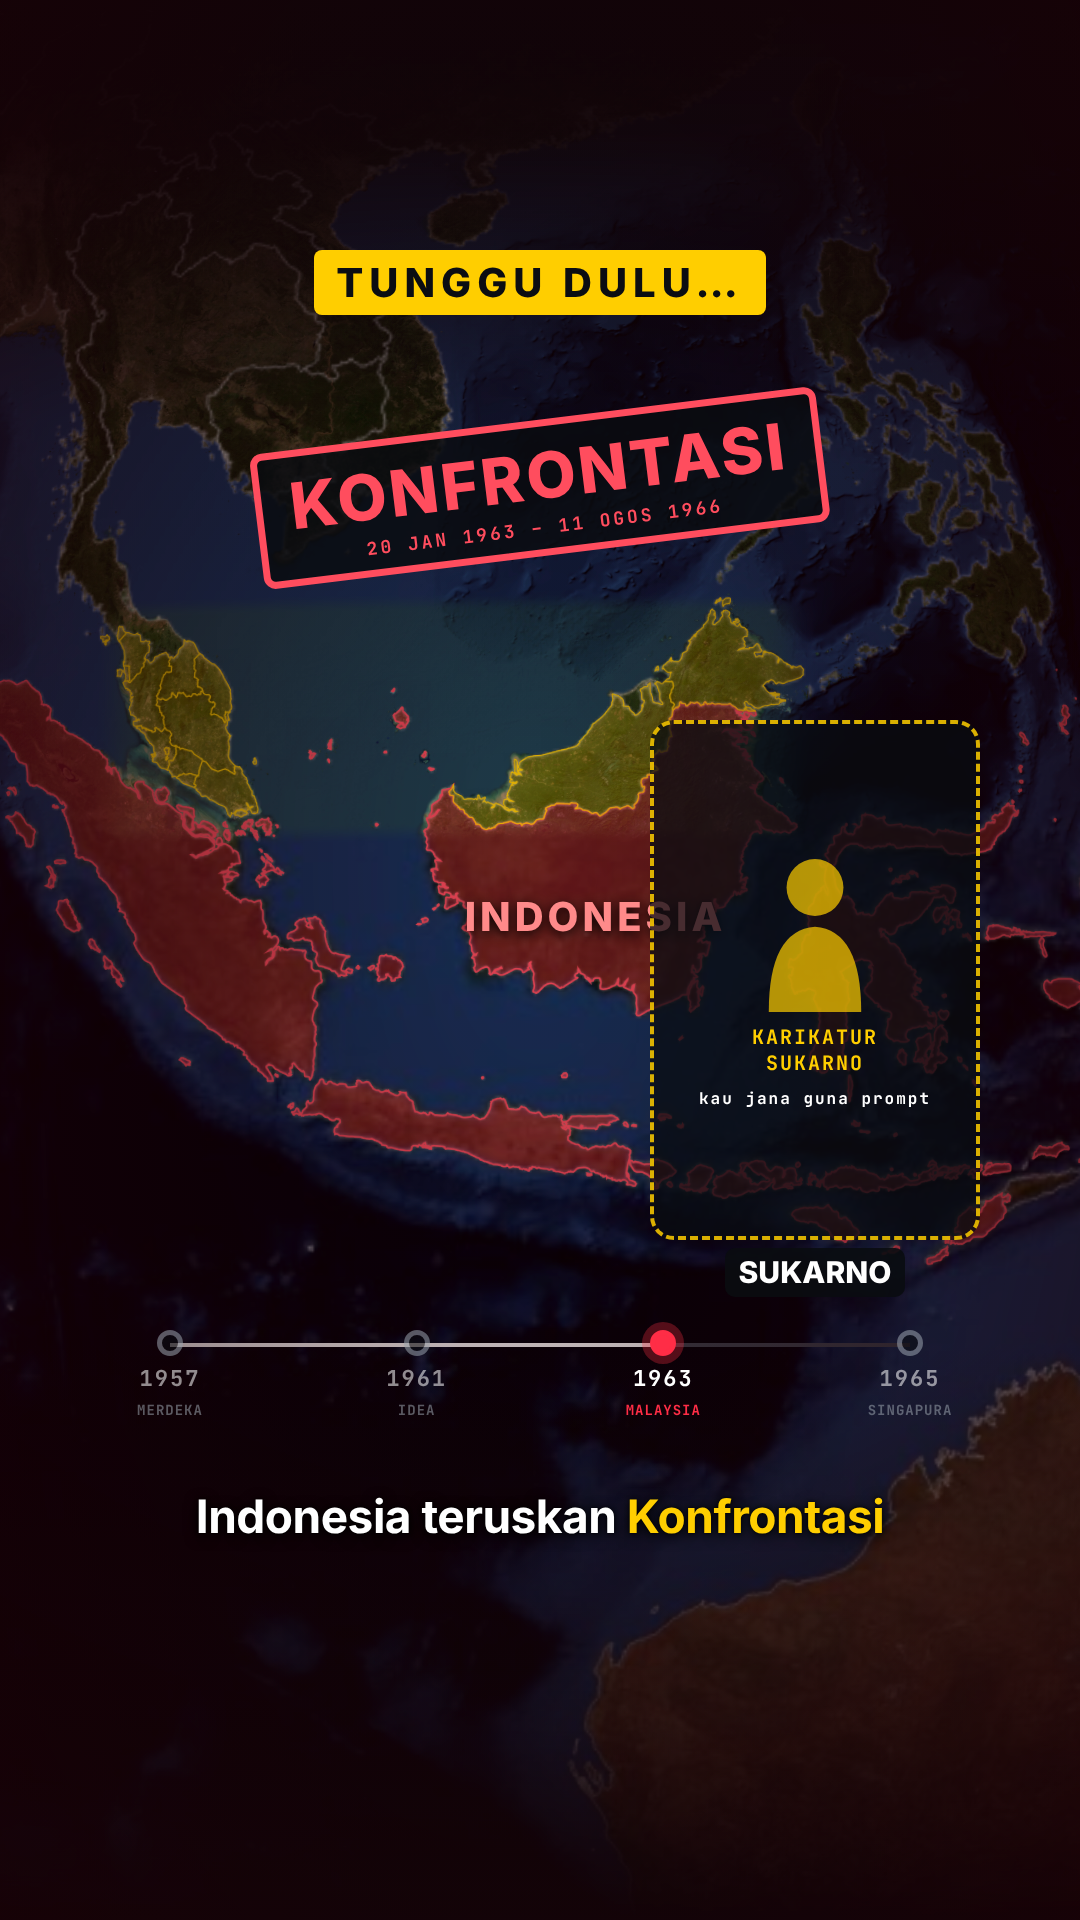 TUNGGU DULU...
KONFRONTASI
20 JAN 1963 – 11 OGOS 1966
INDONESIA
KARIKATUR
SUKARNO
kau jana guna prompt
SUKARNO
1957
MERDEKA
1961
IDEA
1963
MALAYSIA
1965
SINGAPURA
Indonesia teruskan Konfrontasi